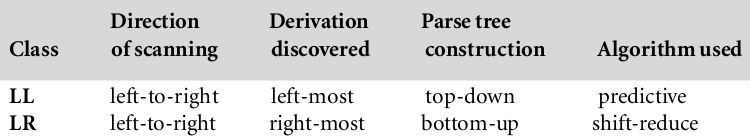 Direction Derivation Parse tree
Class of scanning discovered construction Algorithm used
LL left-to-right left-most top-down predictive
LR left-to-right right-most bottom-up shift-reduce